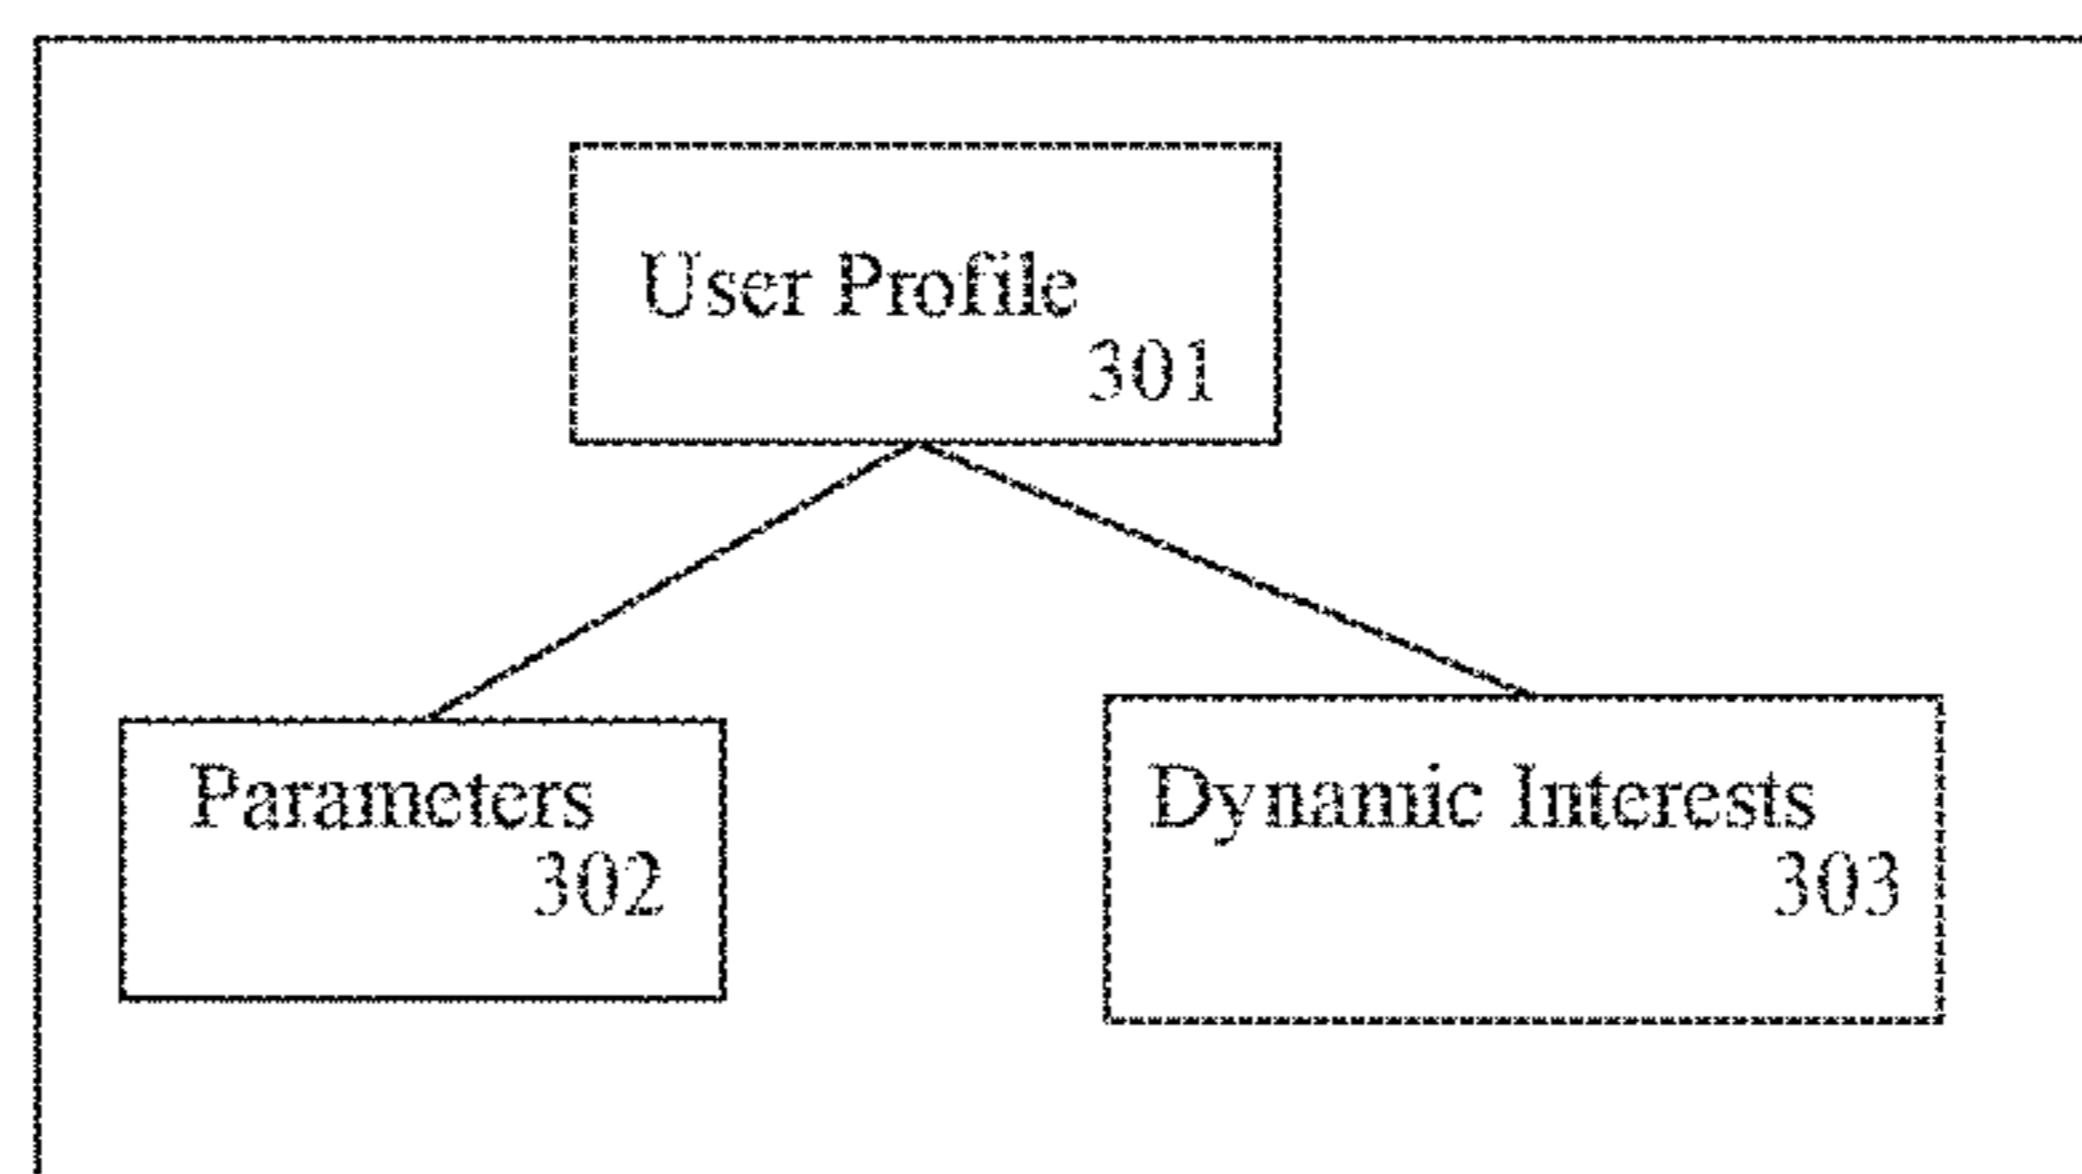 User Profile
301
Parameters
302
Dynamic Interests
303